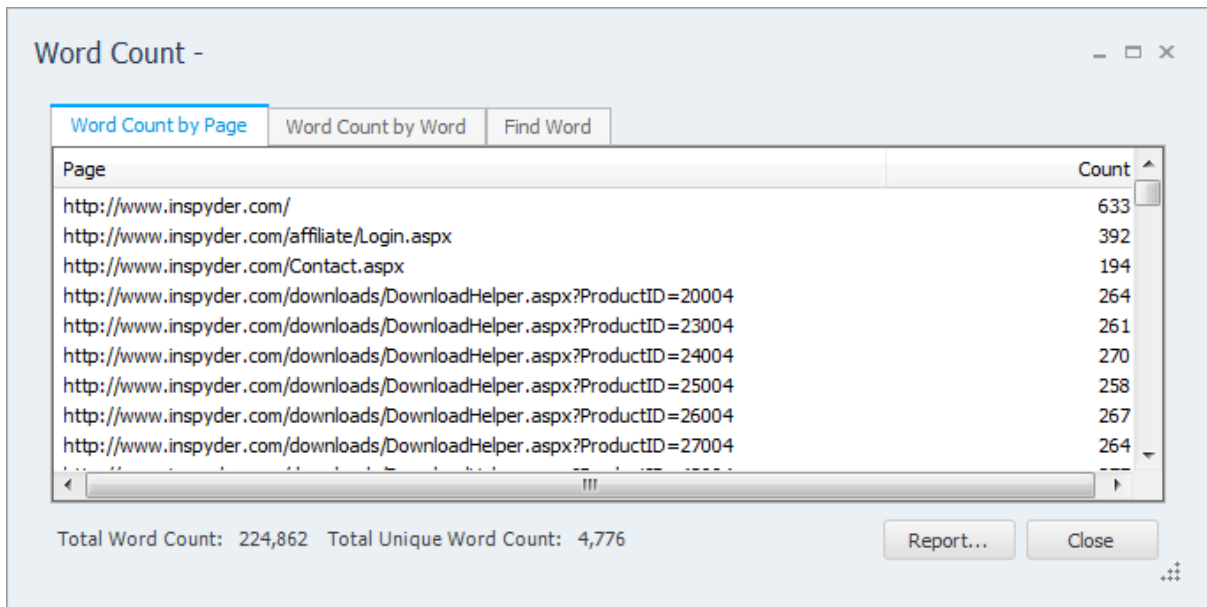 Word Count -
Word Count by Page Word Count by Word Find Word
Page Count
http://www.inspyder.com/ 633
http://www.inspyder.com/affiliate/Login.aspx 392
http://www.inspyder.com/Contact.aspx 194
http://www.inspyder.com/downloads/DownloadHelper.aspx?ProductID=20004 264
http://www.inspyder.com/downloads/DownloadHelper.aspx?ProductID=23004 261
http://www.inspyder.com/downloads/DownloadHelper.aspx?ProductID=24004 270
http://www.inspyder.com/downloads/DownloadHelper.aspx?ProductID=25004 258
http://www.inspyder.com/downloads/DownloadHelper.aspx?ProductID=26004 267
http://www.inspyder.com/downloads/DownloadHelper.aspx?ProductID=27004 264
Total Word Count: 224,862 Total Unique Word Count: 4,776 Report... Close